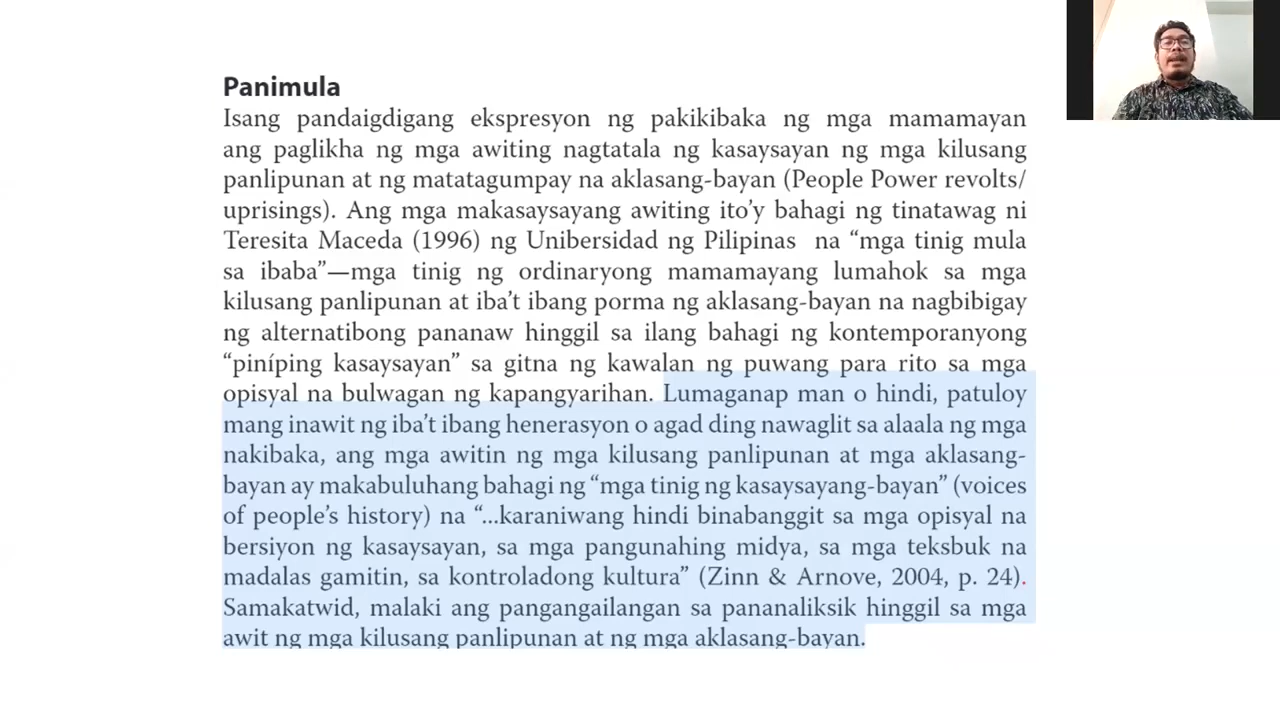 Panimula
Isang pandaigdigang ekspresyon ng pakikibaka ng mga mamamayan
ang paglikha ng mga awiting nagtatala ng kasaysayan ng mga kilusang
panlipunan at ng matatagumpay na aklasang-bayan (People Power revolts/
uprisings). Ang mga makasaysayang awiting ito’y bahagi ng tinatawag ni
Teresita Maceda (1996) ng Unibersidad ng Pilipinas na “mga tinig mula
sa ibaba”—mga tinig ng ordinaryong mamamayang lumahok sa mga
kilusang panlipunan at iba’t ibang porma ng aklasang-bayan na nagbibigay
ng alternatibong pananaw hinggil sa ilang bahagi ng kontemporanyong
“piníping kasaysayan” sa gitna ng kawalan ng puwang para rito sa mga
opisyal na bulwagan ng kapangyarihan. Lumaganap man o hindi, patuloy
mang inawit ng iba’t ibang henerasyon o agad ding nawaglit sa alaala ng mga
nakibaka, ang mga awitin ng mga kilusang panlipunan at mga aklasang-
bayan ay makabuluhang bahagi ng “mga tinig ng kasaysayang-bayan” (voices
of people’s history) na “...karaniwang hindi binabanggit sa mga opisyal na
bersiyon ng kasaysayan, sa mga pangunahing midya, sa mga teksbuk na
madalas gamitin, sa kontroladong kultura” (Zinn & Arnove, 2004, p. 24).
Samakatwid, malaki ang pangangailangan sa pananaliksik hinggil sa mga
awit ng mga kilusang panlipunan at ng mga aklasang-bayan.